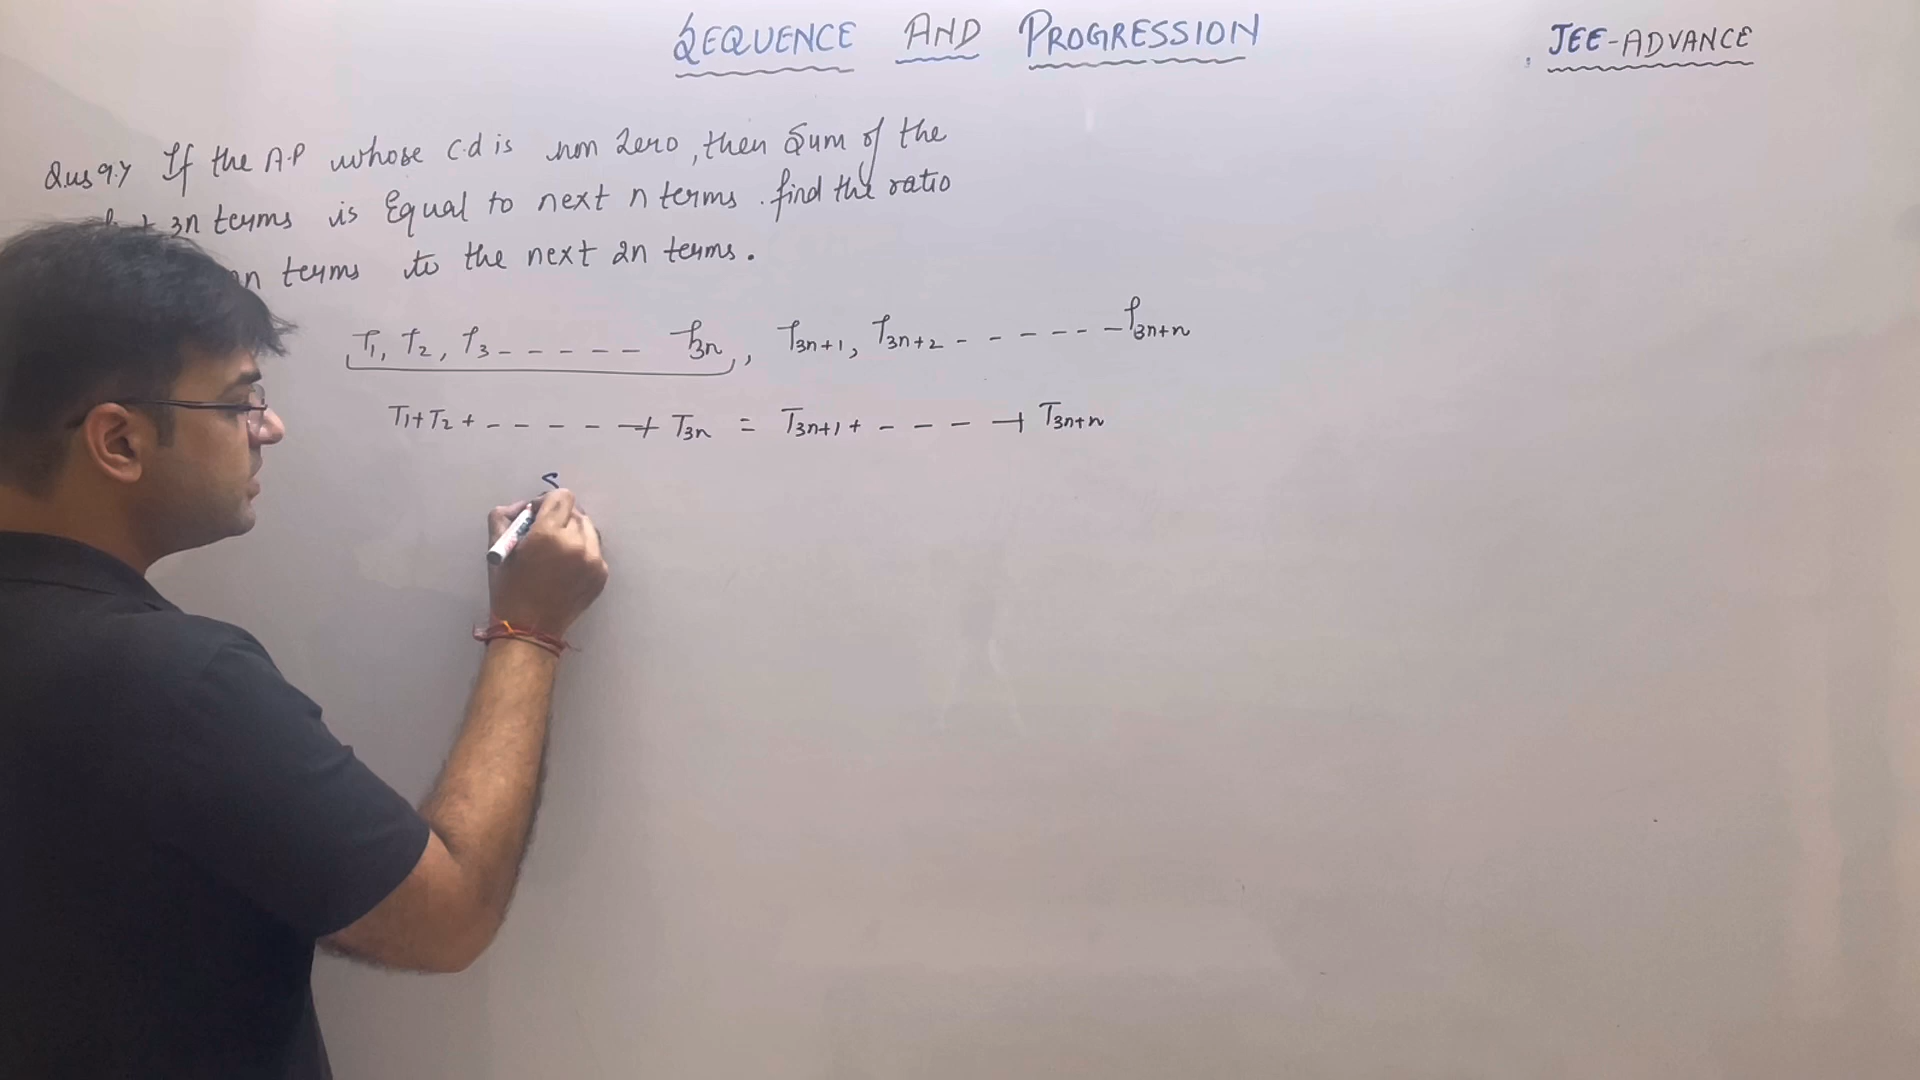 SEQUENCE AND PROGRESSION
JEE-ADVANCE
If the A.P whose c.d is non Zero, then Sum of the
3n terms is Equal to next n terms. find the ratio
terms to the next 2n terms.
T₁, T₂, T₃ - - - - - T₃ₙ, T₃ₙ₊₁, T₃ₙ₊₂ - - - - - - T₃ₙ₊ₙ
T₁+T₂ + - - - - + T₃ₙ = T₃ₙ₊₁ + - - - + T₃ₙ₊ₙ
S